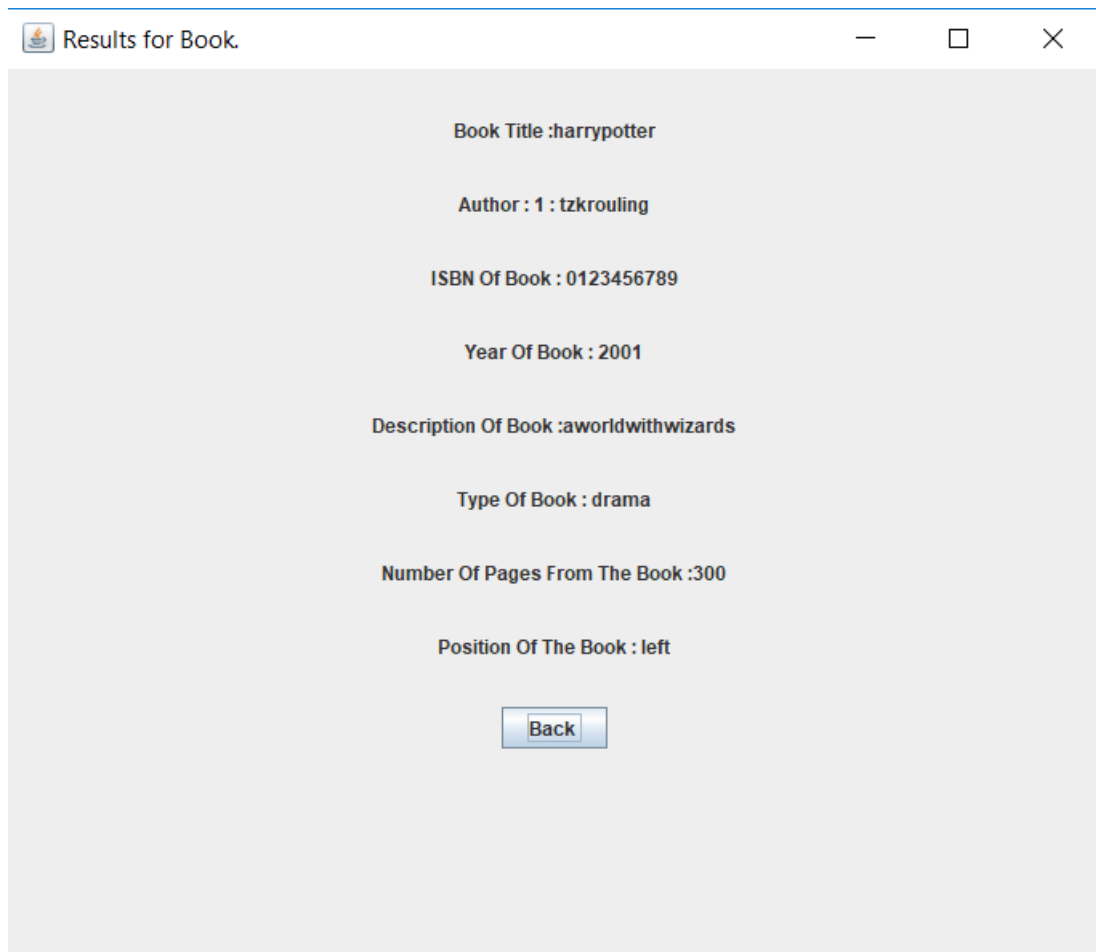 Results for Book.
Book Title :harrypotter
Author : 1 : tzkrouling
ISBN Of Book : 0123456789
Year Of Book : 2001
Description Of Book :aworldwithwizards
Type Of Book : drama
Number Of Pages From The Book :300
Position Of The Book : left
Back